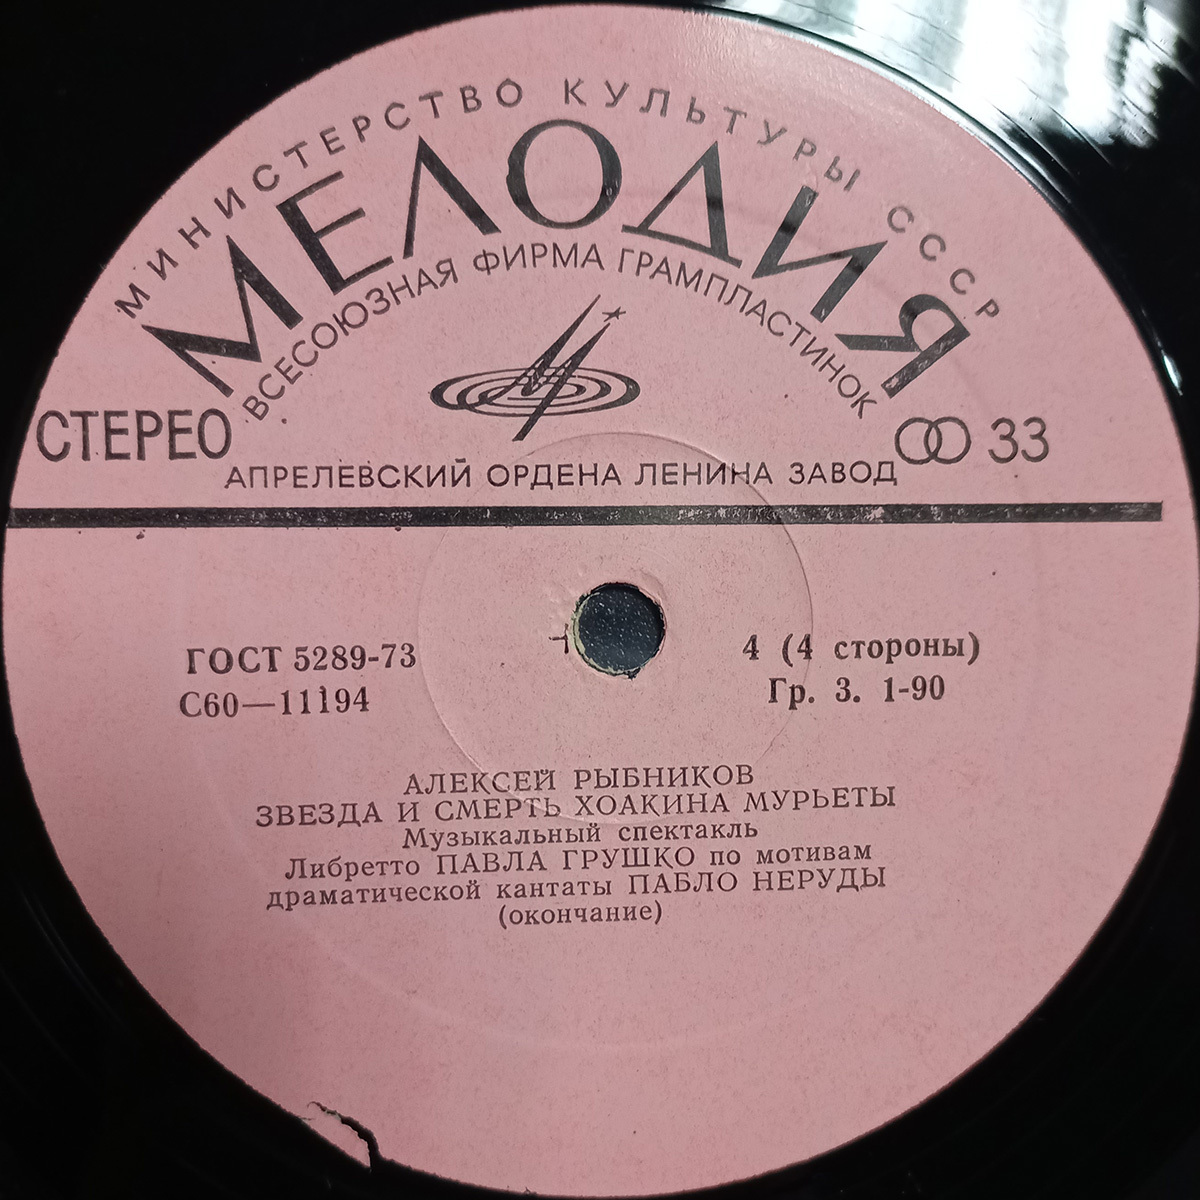 МИНИСТЕРСТВО КУЛЬТУРЫ СССР
МЕЛОДИЯ
ВСЕСОЮЗНАЯ ФИРМА ГРАМПЛАСТИНОК
СТЕРЕО
33
АПРЕЛЕВСКИЙ ОРДЕНА ЛЕНИНА ЗАВОД
ГОСТ 5289-73
4 (4 стороны)
С60—11194
Гр. 3. 1-90
АЛЕКСЕЙ РЫБНИКОВ
ЗВЕЗДА И СМЕРТЬ ХОАКИНА МУРЬЕТЫ
Музыкальный спектакль
Либретто ПАВЛА ГРУШКО по мотивам
драматической кантаты ПАБЛО НЕРУДЫ
(окончание)